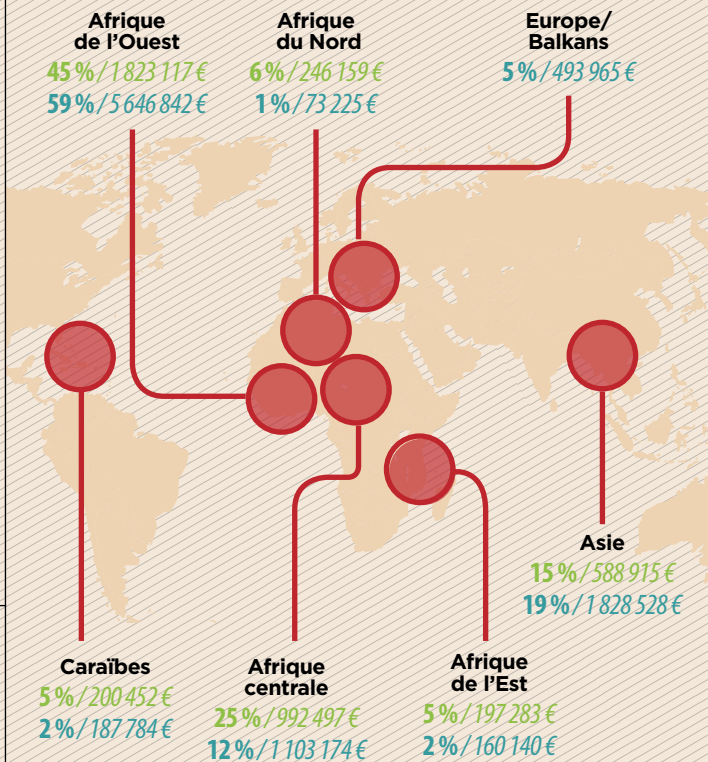 Afrique
de l'Ouest
45 % / 1 823 117 €
59 % / 5 646 842 €
Afrique
du Nord
6 % / 246 159 €
1 % / 73 225 €
Europe/
Balkans
5 % / 493 965 €
Asie
15 % / 588 915 €
19 % / 1 828 528 €
Caraïbes
5 % / 200 452 €
2 % / 187 784 €
Afrique
centrale
25 % / 992 497 €
12 % / 1 103 174 €
Afrique
de l'Est
5 % / 197 283 €
2 % / 160 140 €